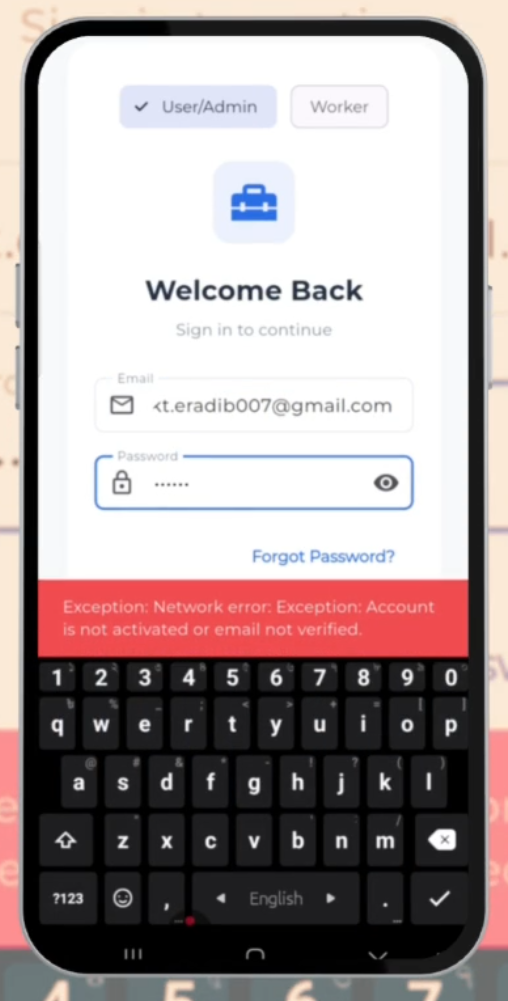 User/Admin
Worker
Welcome Back
Sign in to continue
Email
t.eradib007@gmail.com
Password
Forgot Password?
Exception: Network error: Exception: Account
is not activated or email not verified.
1 2 3 4 5 6 7 8 9 0
q w e r t y u i o p
a s d f g h j k l
z x c v b n m
?123 , English .